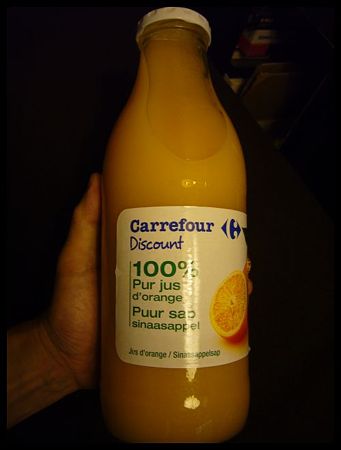 Carrefour
Discount
100%
Pur jus
d'orange
Puur sap
sinaasappel
Jus d'orange / Sinaasappelsap